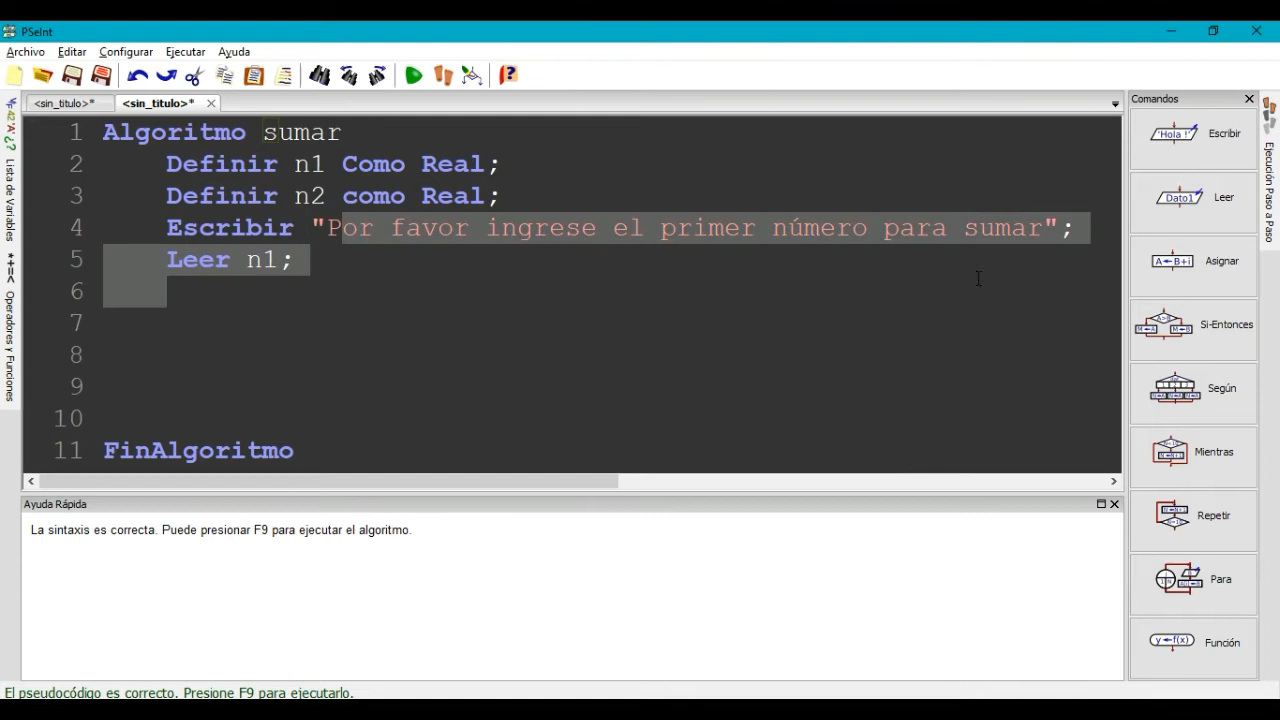 PSeInt
Archivo Editar Configurar Ejecutar Ayuda
<sin_titulo>* <sin_titulo>*
Comandos
1 Algoritmo sumar
2 Definir n1 Como Real;
3 Definir n2 como Real;
4 Escribir "Por favor ingrese el primer número para sumar";
5 Leer n1;
6
7
8
9
10
11 FinAlgoritmo
Lista de Variables
Operadores y Funciones
'Hola !' Escribir
Dato1 Leer
A←B+i Asignar
Si-Entonces
Según
Mientras
Repetir
Para
y←f(x) Función
Ejecución Paso a Paso
Ayuda Rápida
La sintaxis es correcta. Puede presionar F9 para ejecutar el algoritmo.
El pseudocódigo es correcto. Presione F9 para ejecutarlo.